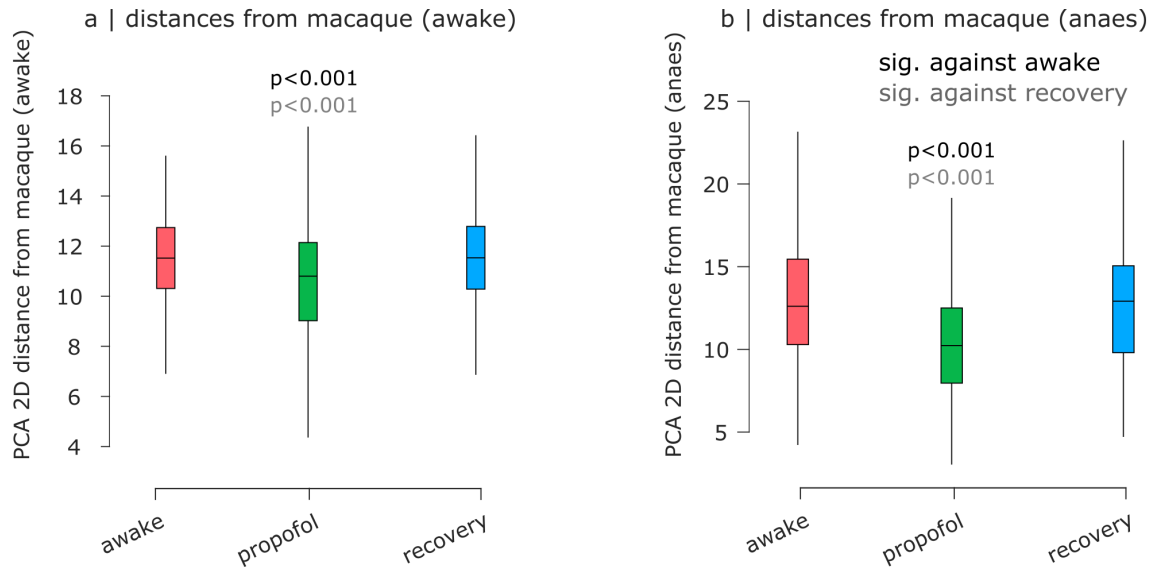 a | distances from macaque (awake)
PCA 2D distance from macaque (awake)
p<0.001
p<0.001
18
16
14
12
10
8
6
4
awake
propofol
recovery
b | distances from macaque (anaes)
PCA 2D distance from macaque (anaes)
sig. against awake
sig. against recovery
p<0.001
p<0.001
25
20
15
10
5
awake
propofol
recovery